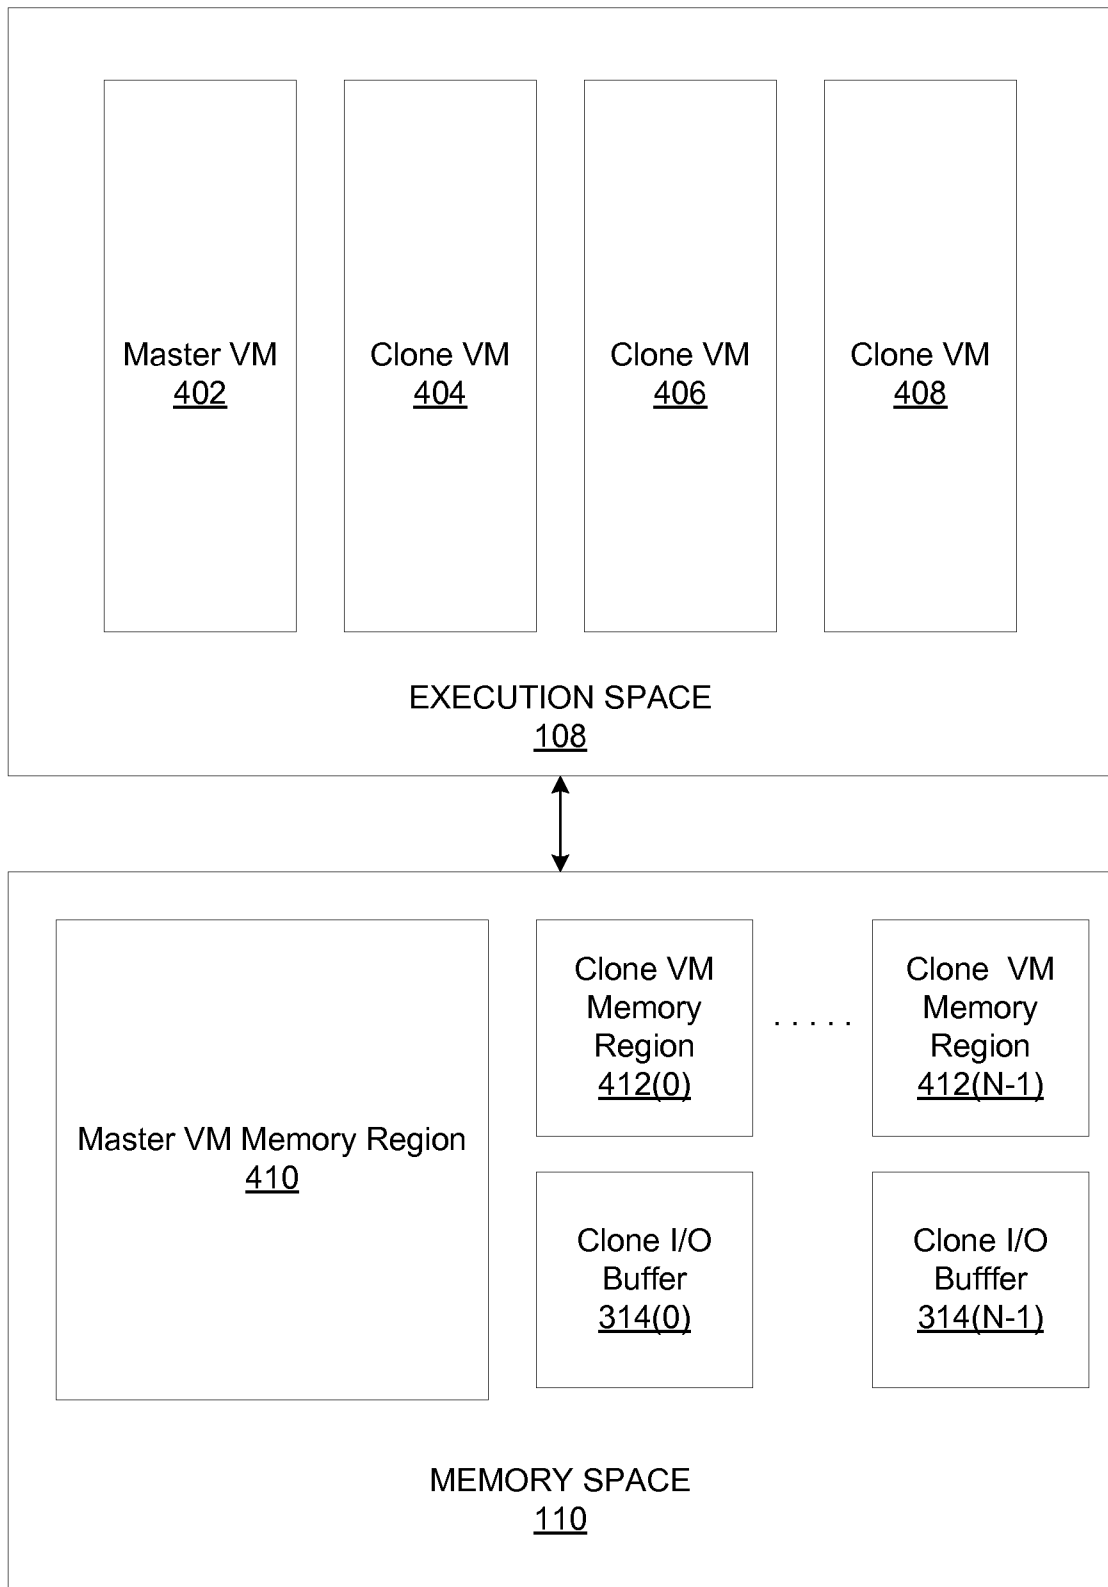 Master VM
402
Clone VM
404
Clone VM
406
Clone VM
408
EXECUTION SPACE
108
Master VM Memory Region
410
Clone VM
Memory
Region
412(0)
. . . . .
Clone VM
Memory
Region
412(N-1)
Clone I/O
Buffer
314(0)
Clone I/O
Bufffer
314(N-1)
MEMORY SPACE
110